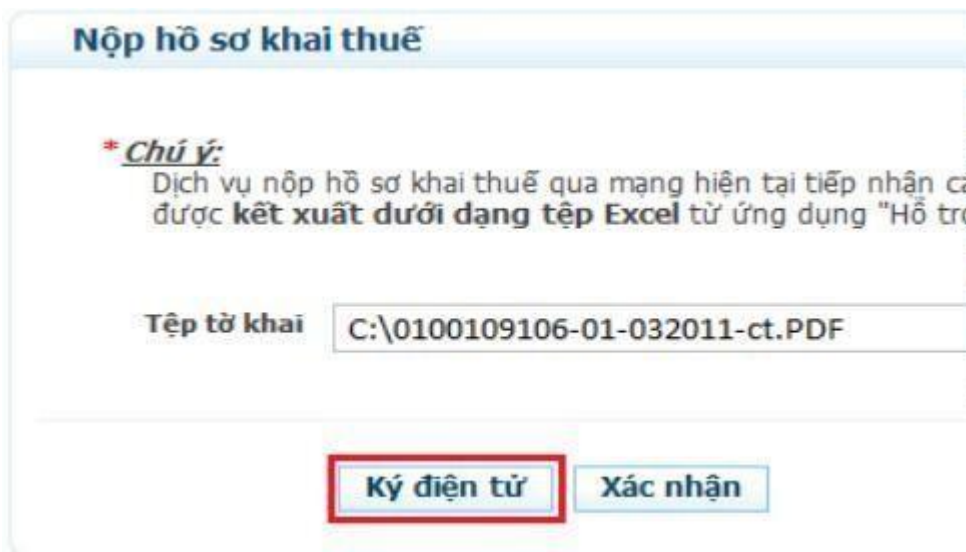 Nộp hồ sơ khai thuế
* Chú ý:
Dịch vụ nộp hồ sơ khai thuế qua mạng hiện tại tiếp nhận
được kết xuất dưới dạng tệp Excel từ ứng dụng "Hỗ
Tệp tờ khai
C:\0100109106-01-032011-ct.PDF
Ký điện tử
Xác nhận